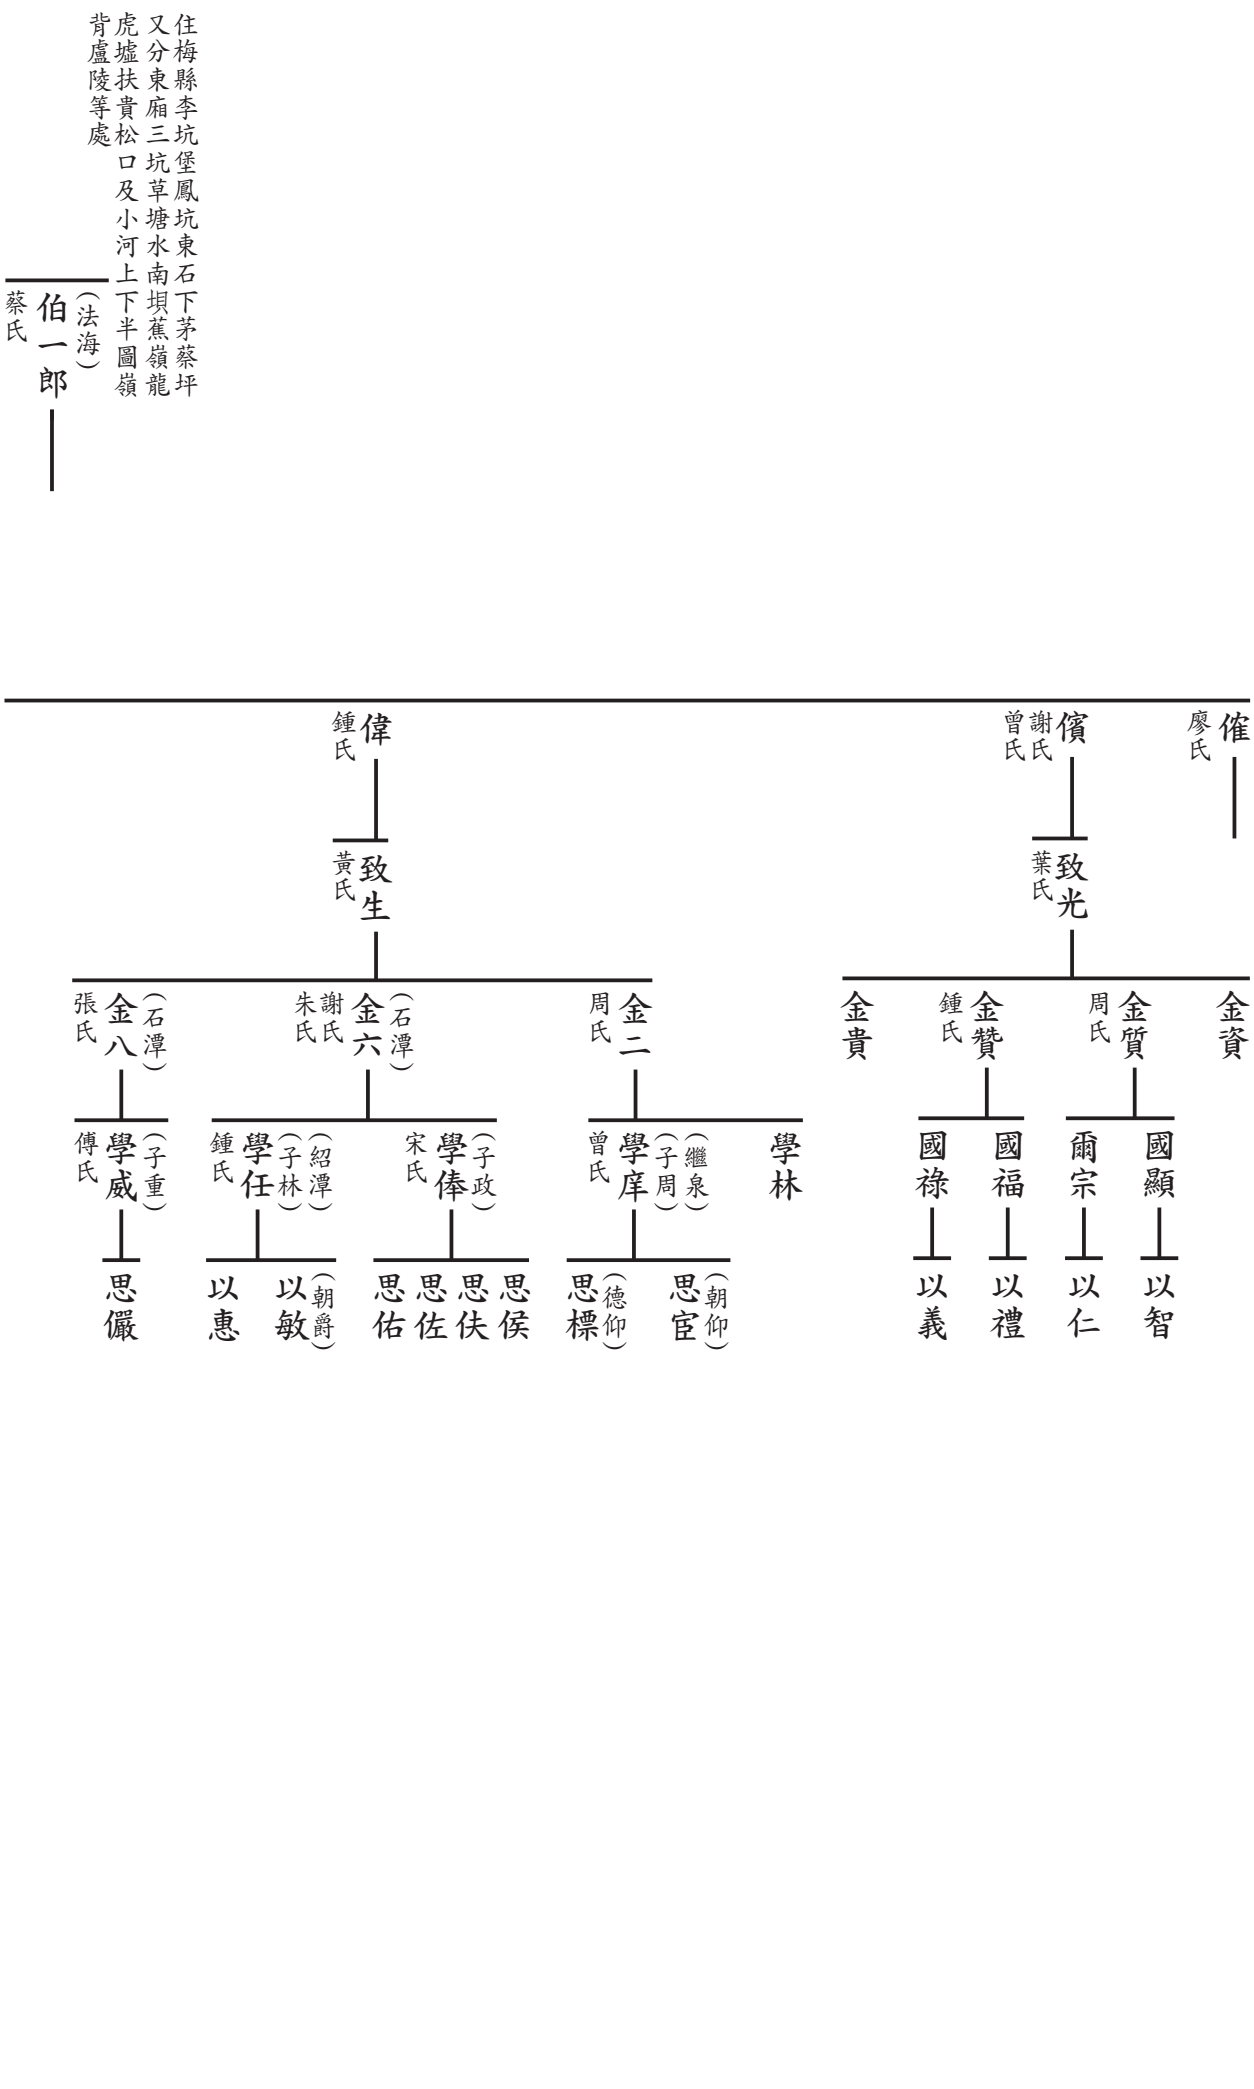 住梅縣李坑堡鳳坑東石下茅蔡坪
又分東廂三坑草塘水南垻蕉嶺龍
虎墟扶貴松口及小河上下半圖嶺
背盧陵等處
(法海)
伯一郎
蔡氏
傕
廖氏
儐
謝氏
曾氏
偉
鍾氏
致光
葉氏
致生
黃氏
金資
金質
周氏
金贊
鍾氏
金貴
金二
周氏
(石潭)
金六
謝氏
朱氏
(石潭)
金八
張氏
國顯
爾宗
國福
國祿
學林
(繼泉)
(子周)
學庠
曾氏
(子政)
學俸
宋氏
(紹潭)
(子林)
學任
鍾氏
(子重)
學威
傅氏
以智
以仁
以禮
以義
(朝仰)
思宦
(德仰)
思標
思侯
思伕
思佐
思佑
(朝爵)
以敏
以惠
思儼